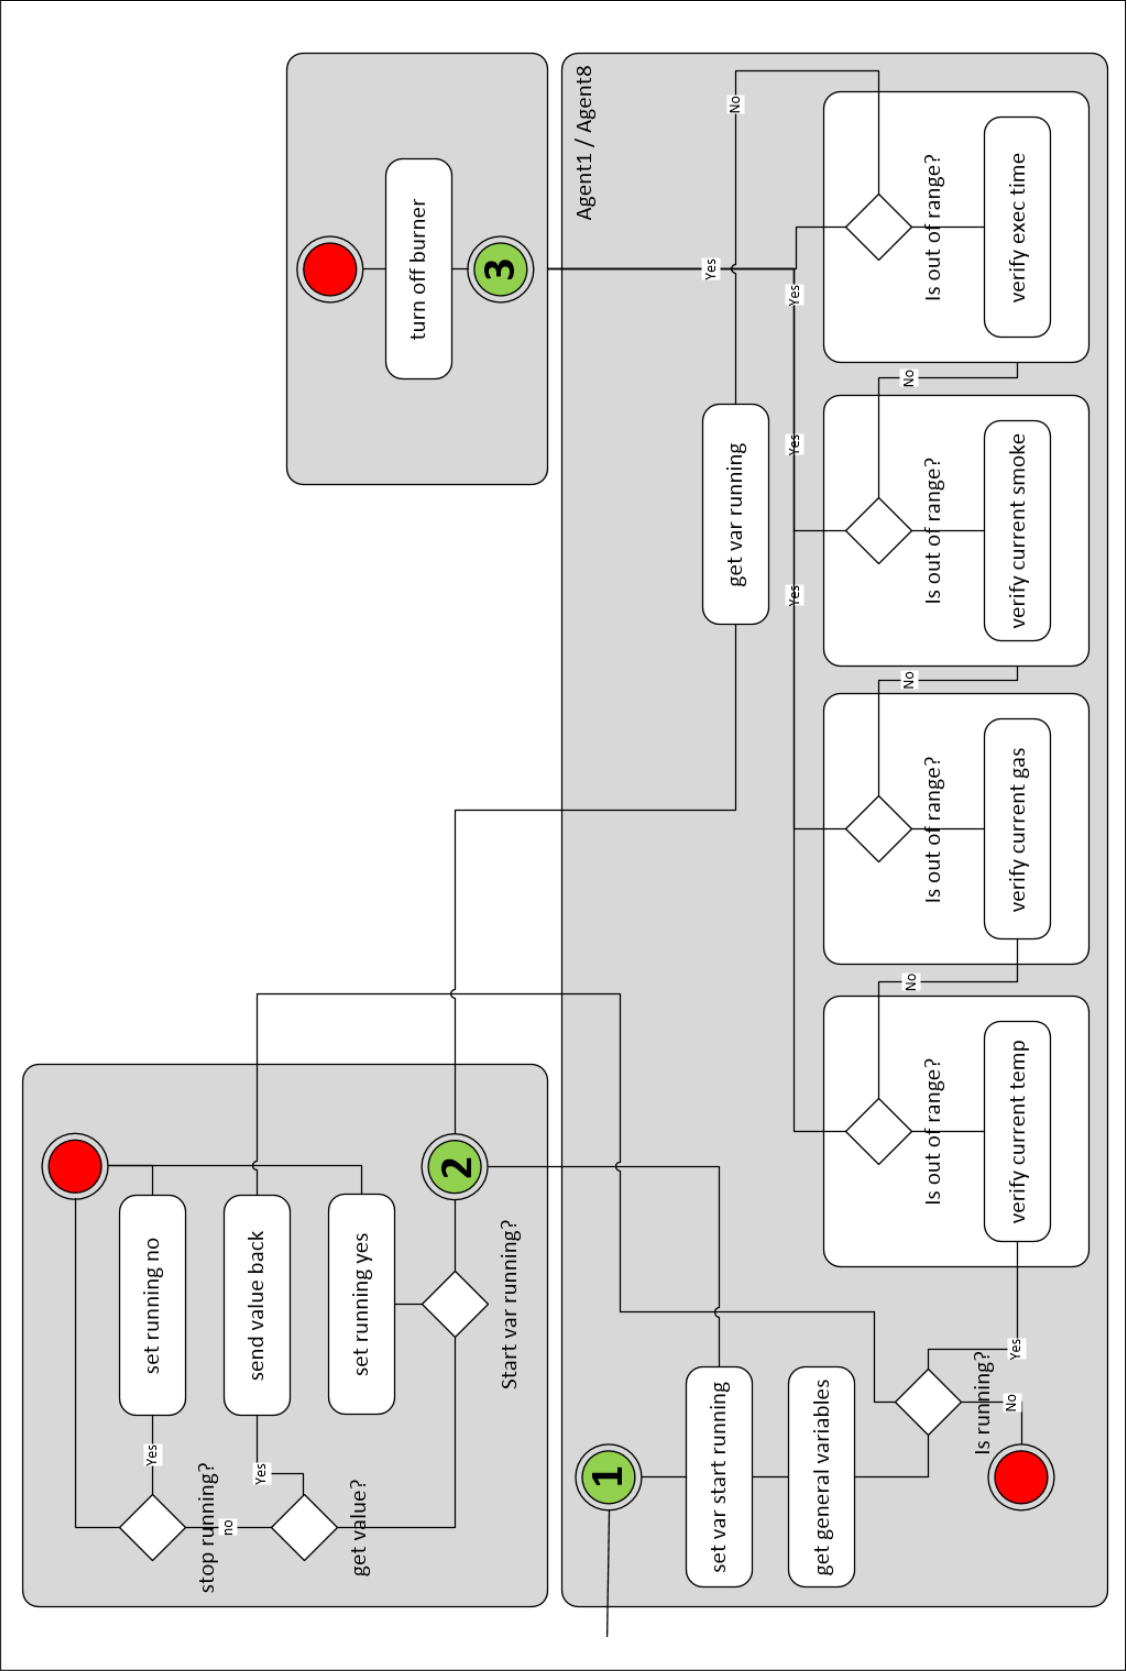 stop running?
Yes
set running no
no
get value?
Yes
send value back
set running yes
Start var running?
2
turn off burner
3
Agent1 / Agent8
1
set var start running
get general variables
Is running?
No
Yes
verify current temp
Is out of range?
No
verify current gas
Is out of range?
No
verify current smoke
Is out of range?
No
verify exec time
Is out of range?
Yes
Yes
Yes
Yes
No
get var running